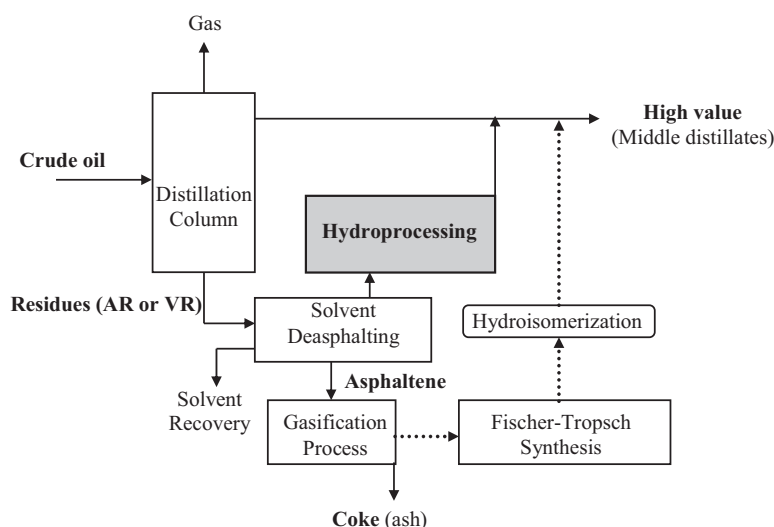 Gas
High value
(Middle distillates)
Crude oil
Distillation
Column
Hydroprocessing
Residues (AR or VR)
Solvent
Deasphalting
Hydroisomerization
Asphaltene
Solvent
Recovery
Gasification
Process
Fischer-Tropsch
Synthesis
Coke (ash)